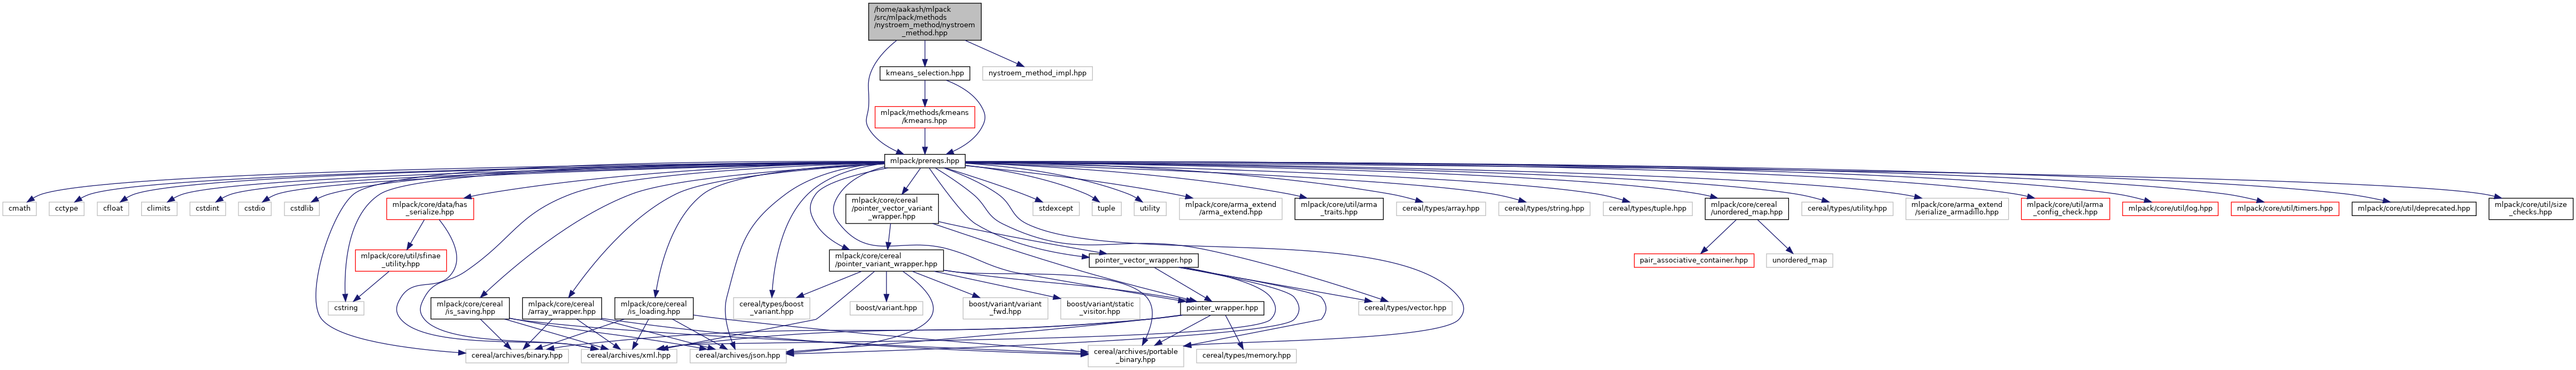 /home/aakash/mlpack
/src/mlpack/methods
/nystroem_method/nystroem
_method.hpp
kmeans_selection.hpp
nystroem_method_impl.hpp
mlpack/methods/kmeans
/kmeans.hpp
mlpack/prereqs.hpp
cmath
cctype
cfloat
climits
cstdint
cstdio
cstdlib
mlpack/core/data/has
_serialize.hpp
mlpack/core/cereal
/pointer_vector_variant
_wrapper.hpp
stdexcept
tuple
utility
mlpack/core/arma_extend
/arma_extend.hpp
mlpack/core/util/arma
_traits.hpp
cereal/types/array.hpp
cereal/types/string.hpp
cereal/types/tuple.hpp
mlpack/core/cereal
/unordered_map.hpp
cereal/types/utility.hpp
mlpack/core/arma_extend
/serialize_armadillo.hpp
mlpack/core/util/arma
_config_check.hpp
mlpack/core/util/log.hpp
mlpack/core/util/timers.hpp
mlpack/core/util/deprecated.hpp
mlpack/core/util/size
_checks.hpp
mlpack/core/util/sfinae
_utility.hpp
mlpack/core/cereal
/pointer_variant_wrapper.hpp
pointer_vector_wrapper.hpp
pair_associative_container.hpp
unordered_map
cstring
mlpack/core/cereal
/is_saving.hpp
mlpack/core/cereal
/array_wrapper.hpp
mlpack/core/cereal
/is_loading.hpp
cereal/types/boost
_variant.hpp
boost/variant.hpp
boost/variant/variant
_fwd.hpp
boost/variant/static
_visitor.hpp
pointer_wrapper.hpp
cereal/types/vector.hpp
cereal/archives/binary.hpp
cereal/archives/xml.hpp
cereal/archives/json.hpp
cereal/archives/portable
_binary.hpp
cereal/types/memory.hpp